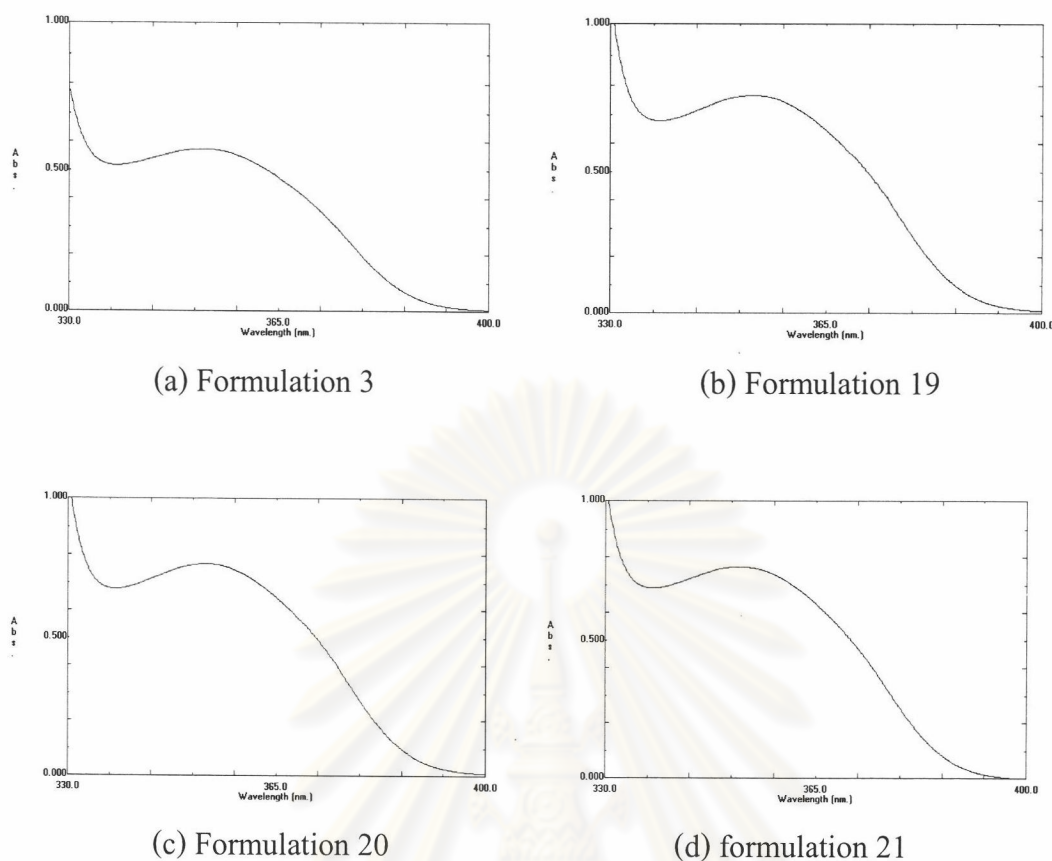 1.000
A
b
s
.
0.500
0.000
330.0
365.0
400.0
Wavelength (nm.)
(a) Formulation 3
1.000
A
b
s
.
0.500
0.000
330.0
365.0
400.0
Wavelength (nm.)
(b) Formulation 19
1.000
A
b
s
.
0.500
0.000
330.0
365.0
400.0
Wavelength (nm.)
(c) Formulation 20
1.000
A
b
s
.
0.500
0.000
330.0
365.0
400.0
Wavelength (nm.)
(d) formulation 21